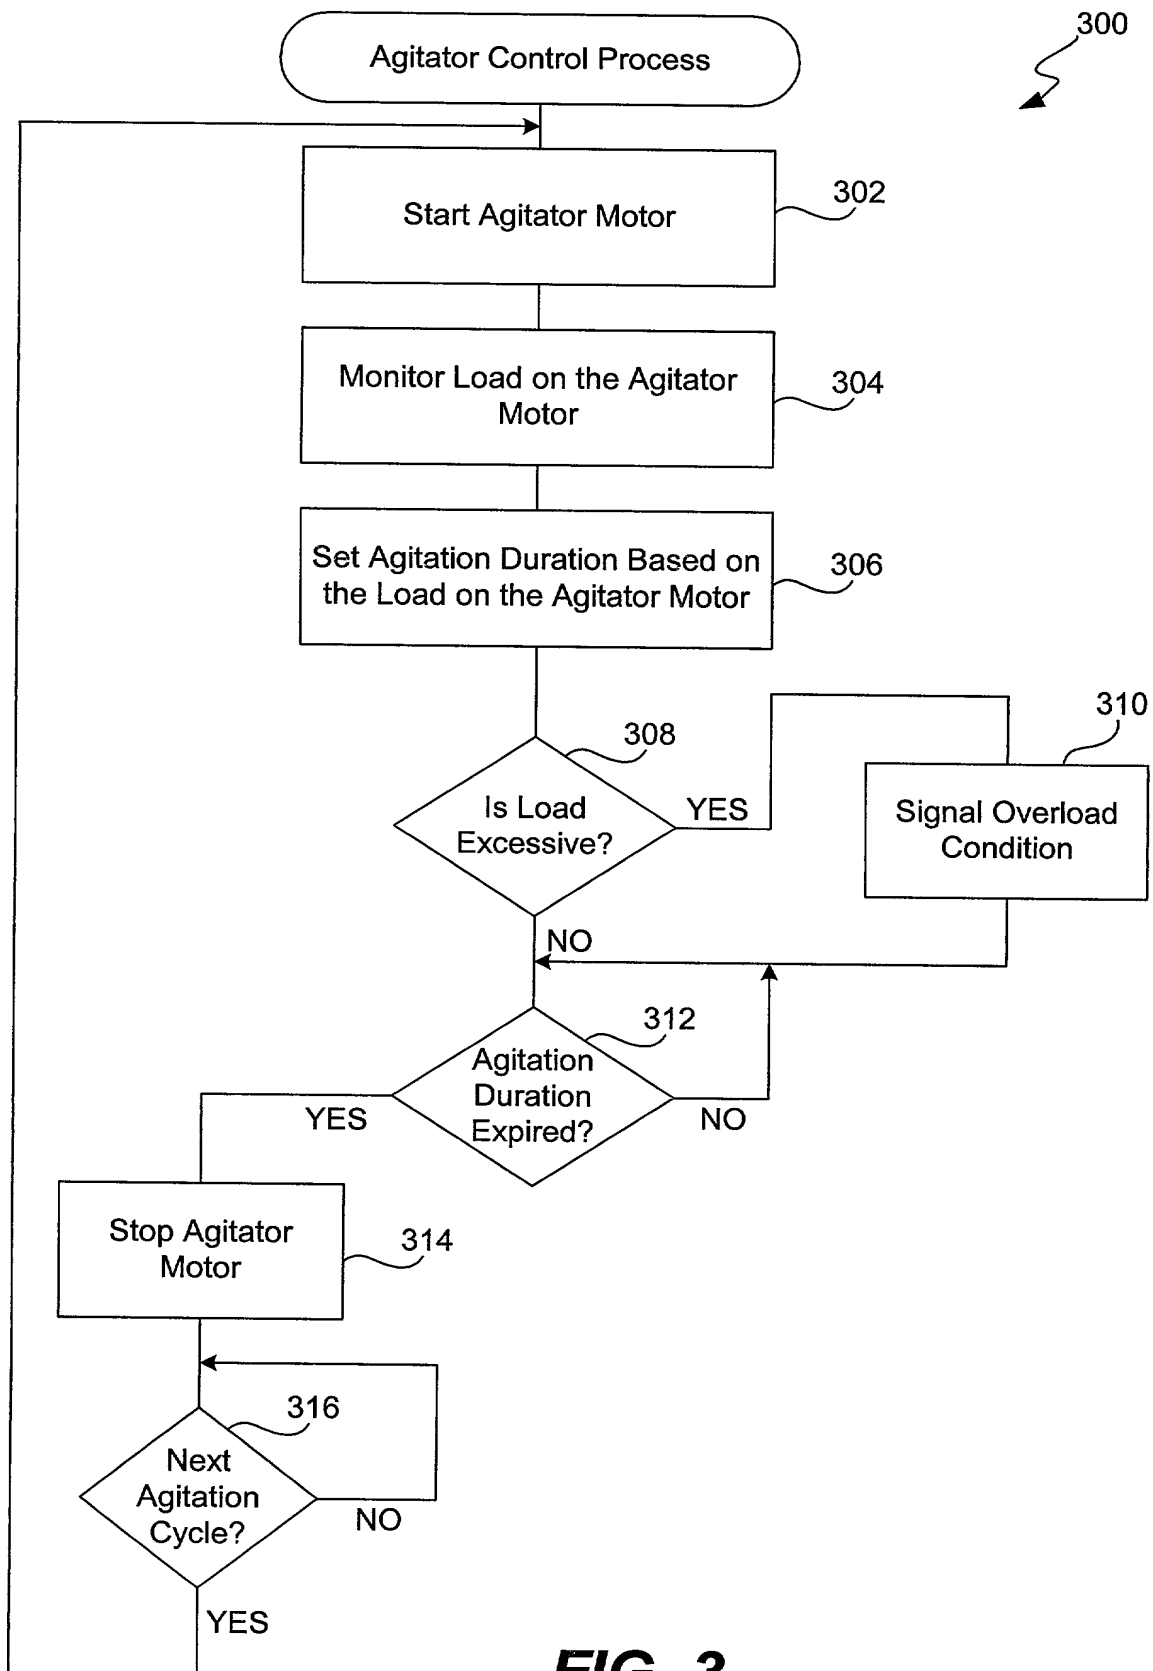 300
Agitator Control Process
302
Start Agitator Motor
304
Monitor Load on the Agitator
Motor
306
Set Agitation Duration Based on
the Load on the Agitator Motor
308
310
Is Load
Excessive?
YES
Signal Overload
Condition
NO
312
Agitation
Duration
Expired?
YES
NO
Stop Agitator
Motor
314
316
Next
Agitation
Cycle?
NO
YES
FIG. 3